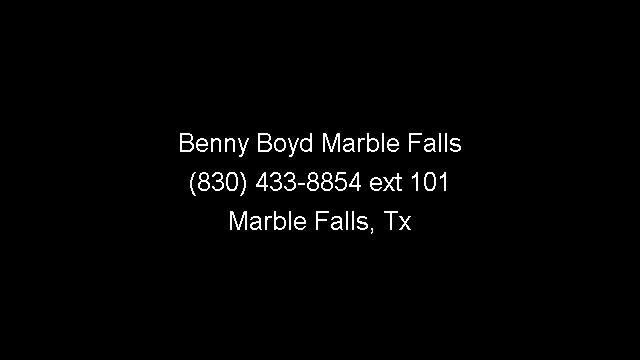 Benny Boyd Marble Falls
(830) 433-8854 ext 101
Marble Falls, Tx